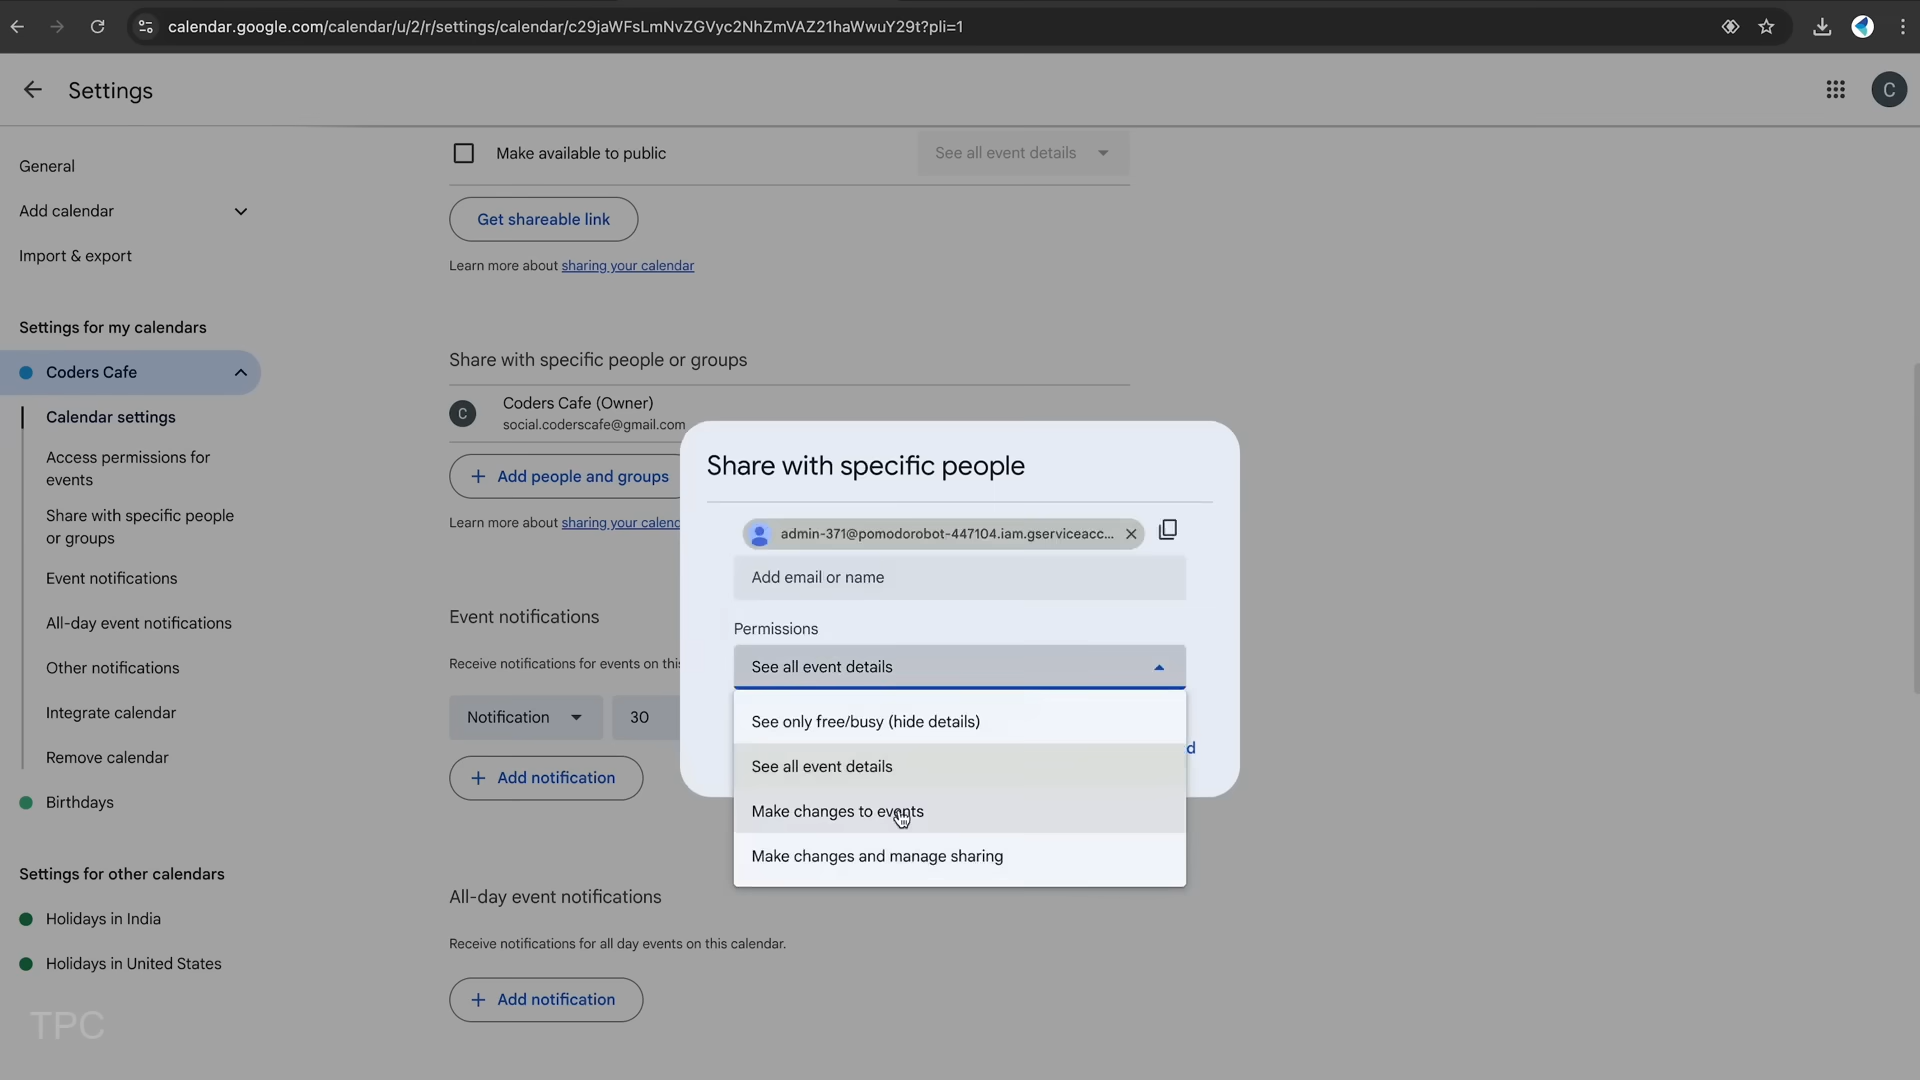 calendar.google.com/calendar/u/2/r/settings/calendar/c29jaWFsLmNvZGVyc2NhZmVAZ21haWwuY29t?pli=1
Settings
C
General
Add calendar
Import & export
Settings for my calendars
Coders Cafe
Calendar settings
Access permissions for
events
Share with specific people
or groups
Event notifications
All-day event notifications
Other notifications
Integrate calendar
Remove calendar
Birthdays
Settings for other calendars
Holidays in India
Holidays in United States
TPC
Make available to public
See all event details
Get shareable link
Learn more about sharing your calendar
Share with specific people or groups
C
Coders Cafe (Owner)
social.coderscafe@gmail.com
Add people and groups
Learn more about sharing your calend
Event notifications
Receive notifications for events on this
Notification
30
Add notification
All-day event notifications
Receive notifications for all day events on this calendar.
Add notification
Share with specific people
admin-371@pomodorobot-447104.iam.gserviceacc...
Add email or name
Permissions
See all event details
See only free/busy (hide details)
See all event details
Make changes to events
Make changes and manage sharing
d